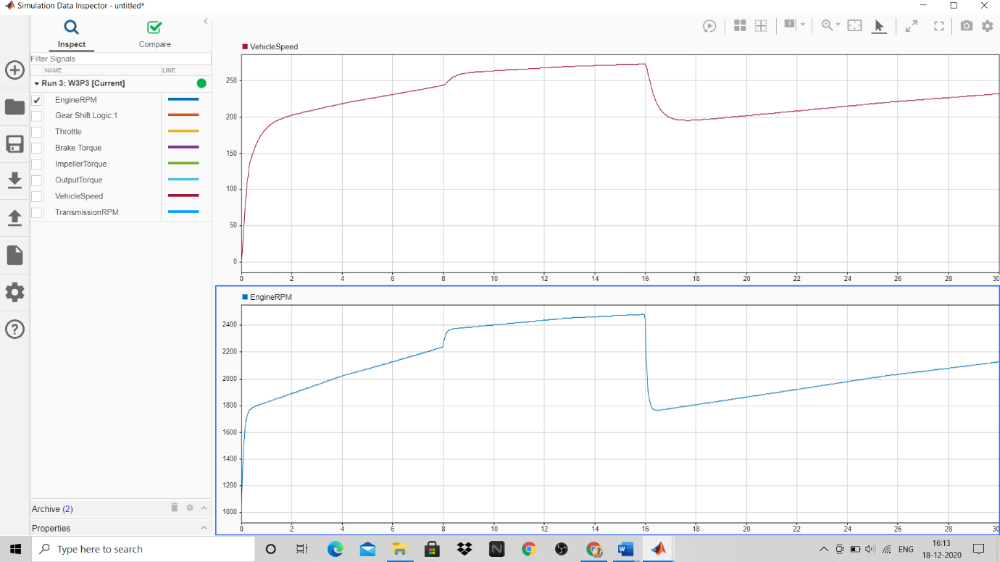 Simulation Data Inspector - untitled*
Inspect
Compare
Filter Signals
NAME LINE
Run 3: W3P3 [Current]
EngineRPM
Gear Shift Logic:1
Throttle
Brake Torque
ImpellerTorque
OutputTorque
VehicleSpeed
TransmissionRPM
Archive (2)
Properties
1
VehicleSpeed
250
200
150
100
50
0
0 2 4 6 8 10 12 14 16 18 20 22 24 26 28 30
EngineRPM
2400
2200
2000
1800
1600
1400
1200
1000
0 2 4 6 8 10 12 14 16 18 20 22 24 26 28 30
Type here to search
ENG
16:13
18-12-2020